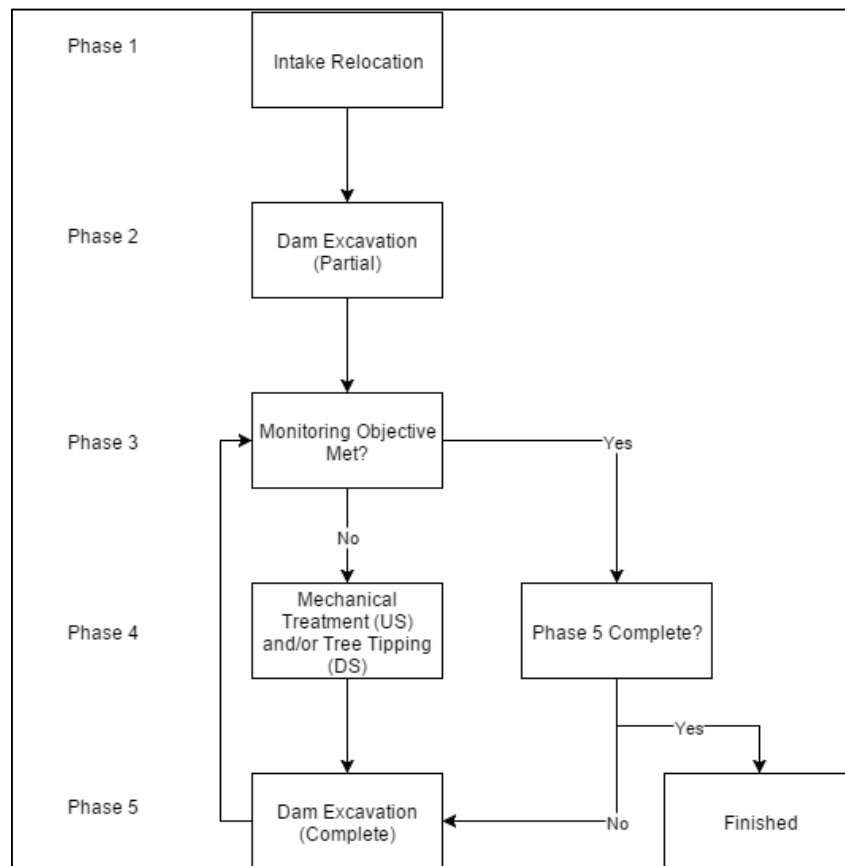 Phase 1
Intake Relocation
Phase 2
Dam Excavation
(Partial)
Phase 3
Monitoring Objective
Met?
Yes
No
Phase 4
Mechanical
Treatment (US)
and/or Tree Tipping
(DS)
Phase 5 Complete?
Yes
Phase 5
Dam Excavation
(Complete)
No
Finished